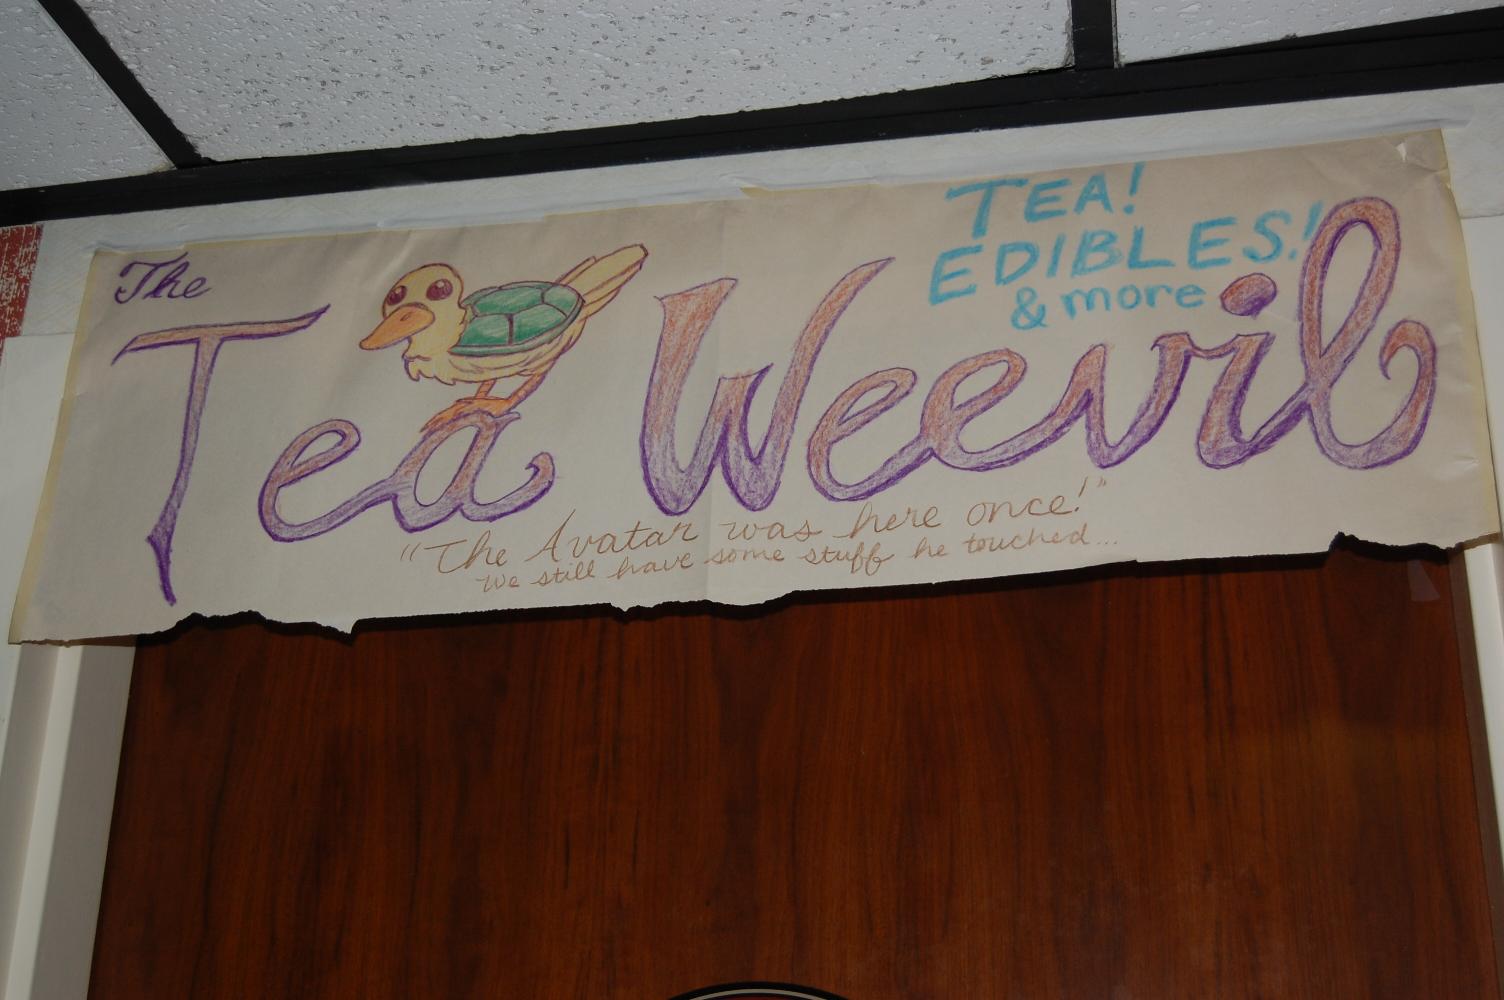 The
Tea Weevil
TEA!
EDIBLES!
& more
"The Avatar was here once!"
We still have some stuff he touched...